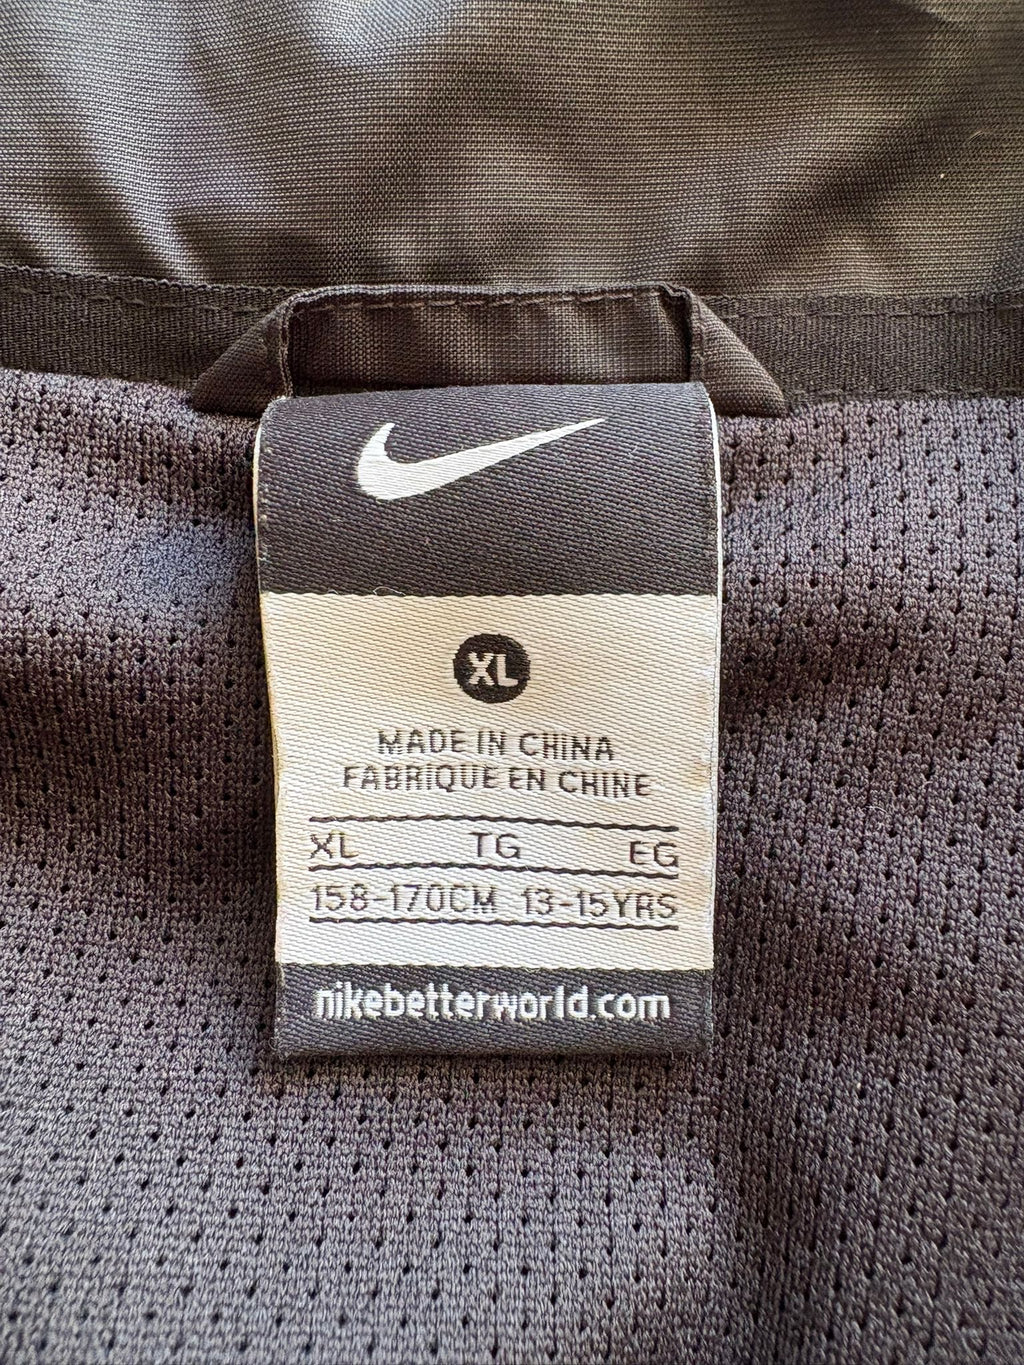 XL
MADE IN CHINA
FABRIQUE EN CHINE
XL TG EG
158-170CM 13-15YRS
nikebetterworld.com